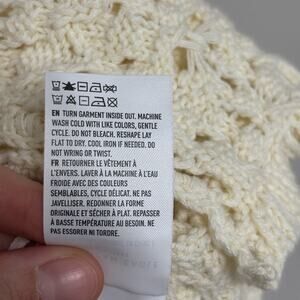 EN TURN GARMENT INSIDE OUT. MACHINE
WASH COLD WITH LIKE COLORS, GENTLE
CYCLE. DO NOT BLEACH. RESHAPE LAY
FLAT TO DRY. COOL IRON IF NEEDED. DO
NOT WRING OR TWIST.
FR RETOURNER LE VÊTEMENT À
L'ENVERS. LAVER À LA MACHINE À L'EAU
FROIDE AVEC DES COULEURS
SEMBLABLES, CYCLE DÉLICAT. NE PAS
JAVELLISER. REDONNER LA FORME
ORIGINALE ET SÉCHER À PLAT. REPASSER
À BASSE TEMPÉRATURE AU BESOIN. NE
PAS ESSORER NI TORDRE.